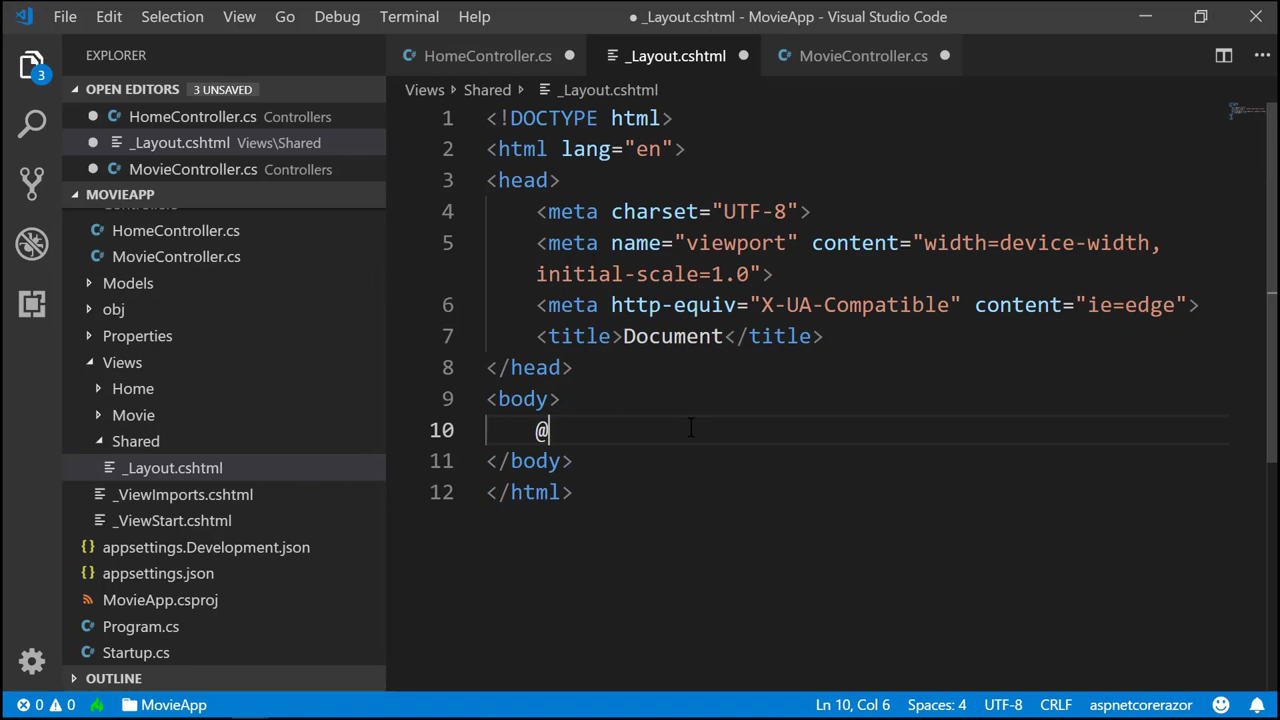 File Edit Selection View Go Debug Terminal Help ● _Layout.cshtml - MovieApp - Visual Studio Code
EXPLORER
HomeController.cs
_Layout.cshtml
MovieController.cs
OPEN EDITORS 3 UNSAVED
HomeController.cs Controllers
_Layout.cshtml Views\Shared
MovieController.cs Controllers
MOVIEAPP
HomeController.cs
MovieController.cs
Models
obj
Properties
Views
Home
Movie
Shared
_Layout.cshtml
_ViewImports.cshtml
_ViewStart.cshtml
{} appsettings.Development.json
{} appsettings.json
MovieApp.csproj
Program.cs
Startup.cs
OUTLINE
3
Views Shared _Layout.cshtml
1 <!DOCTYPE html>
2 <html lang="en">
3 <head>
4 <meta charset="UTF-8">
5 <meta name="viewport" content="width=device-width,
initial-scale=1.0">
6 <meta http-equiv="X-UA-Compatible" content="ie=edge">
7 <title>Document</title>
8 </head>
9 <body>
10 @
11 </body>
12 </html>
0 0 MovieApp Ln 10, Col 6 Spaces: 4 UTF-8 CRLF aspnetcorerazor